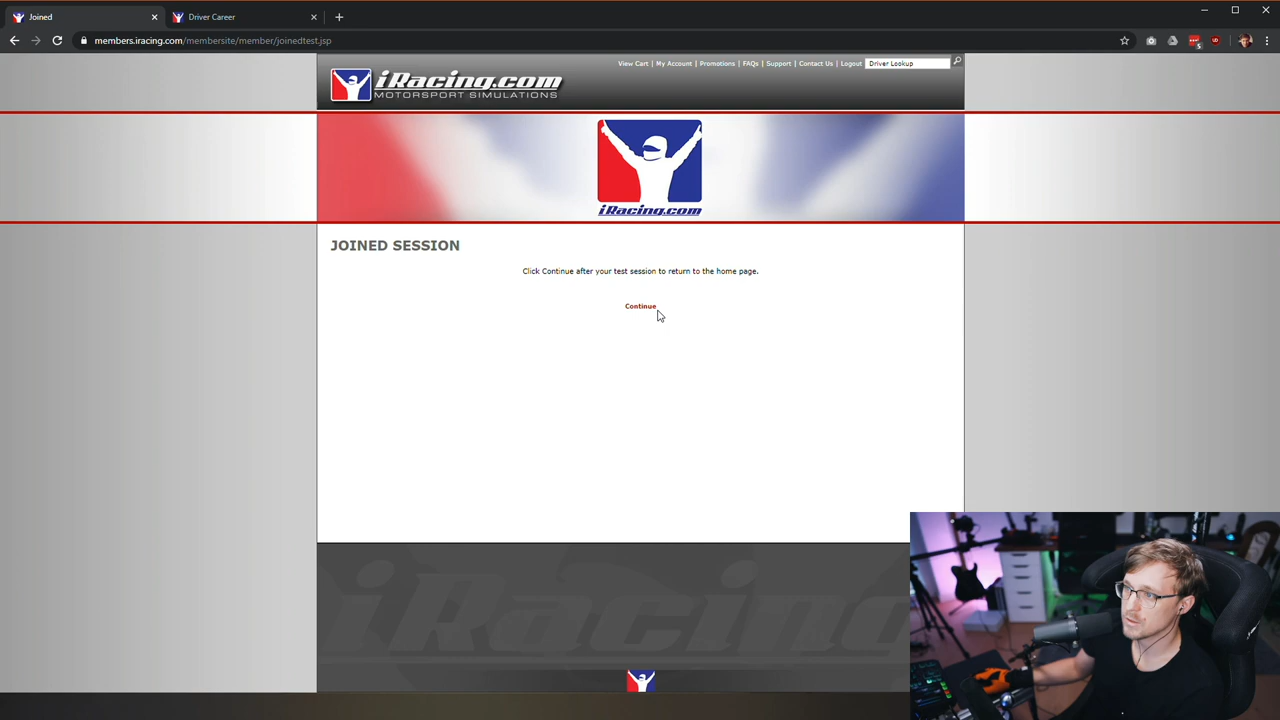 Joined
Driver Career
members.iracing.com/membersite/member/joinedtest.jsp
View Cart | My Account | Promotions | FAQs | Support | Contact Us | Logout
Driver Lookup
iRacing.com
MOTORSPORT SIMULATIONS
iRacing.com
JOINED SESSION
Click Continue after your test session to return to the home page.
Continue
iRacing